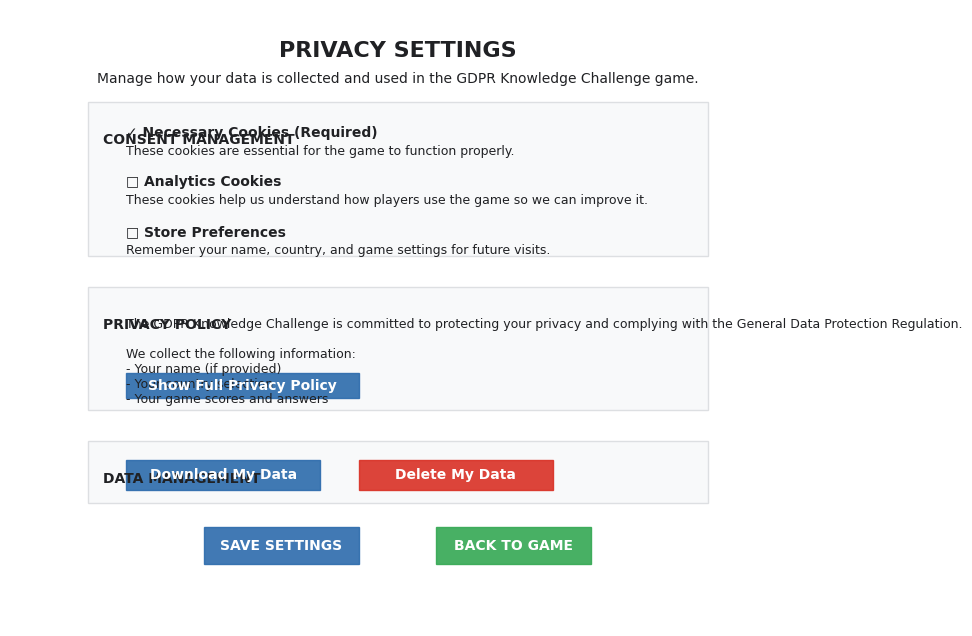 PRIVACY SETTINGS
Manage how your data is collected and used in the GDPR Knowledge Challenge game.
CONSENT MANAGEMENT
✓ Necessary Cookies (Required)
These cookies are essential for the game to function properly.
□ Analytics Cookies
These cookies help us understand how players use the game so we can improve it.
□ Store Preferences
Remember your name, country, and game settings for future visits.
PRIVACY POLICY
The GDPR Knowledge Challenge is committed to protecting your privacy and complying with the General Data Protection Regulation.
We collect the following information:
- Your name (if provided)
- Your
Show Full Privacy Policy
- Your game scores and answers
DATA MANAGEMENT
Download My Data
Delete My Data
SAVE SETTINGS
BACK TO GAME